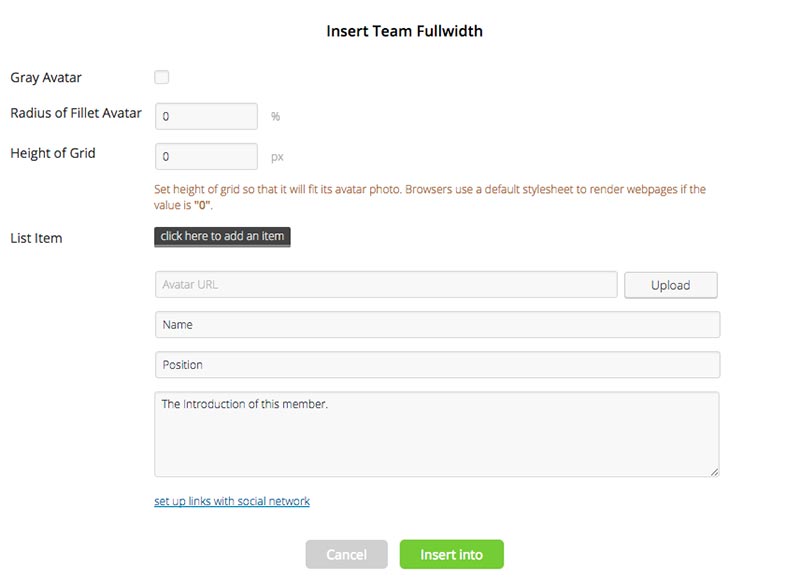 Insert Team Fullwidth
Gray Avatar
Radius of Fillet Avatar 0 %
Height of Grid 0 px
Set height of grid so that it will fit its avatar photo. Browsers use a default stylesheet to render webpages if the
value is "0".
List Item click here to add an item
Avatar URL Upload
Name
Position
The Introduction of this member.
set up links with social network
Cancel Insert into